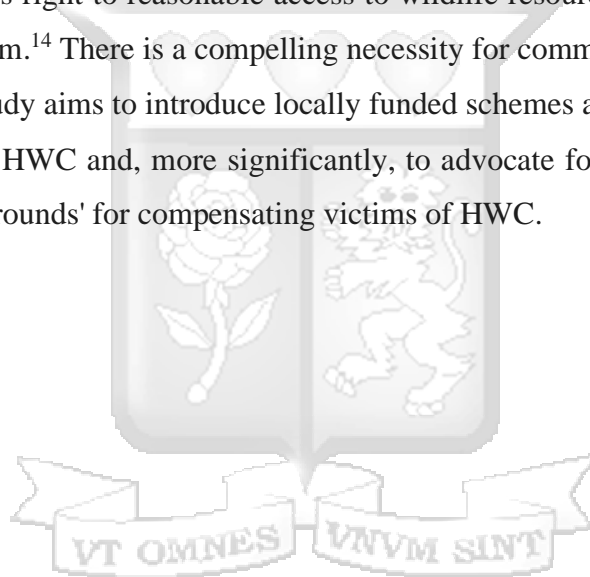 s right to reasonable access to wildlife resour
m.14 There is a compelling necessity for comm
udy aims to introduce locally funded schemes a
HWC and, more significantly, to advocate fo
rounds' for compensating victims of HWC.
VT OMNES VNVM SINT